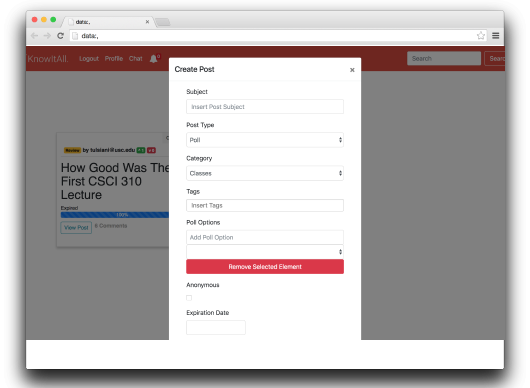 data:,
data:,
KnowItAll Logout Profile Chat
Search
Create Post ×
Subject
Insert Post Subject
Post Type
Poll
Category
Classes
Tags
Insert Tags
Poll Options
Add Poll Option
Remove Selected Element
Anonymous
Expiration Date
Review by tulsiani@usc.edu
How Good Was The
First CSCI 310
Lecture
Expired
100%
View Post 0 Comments